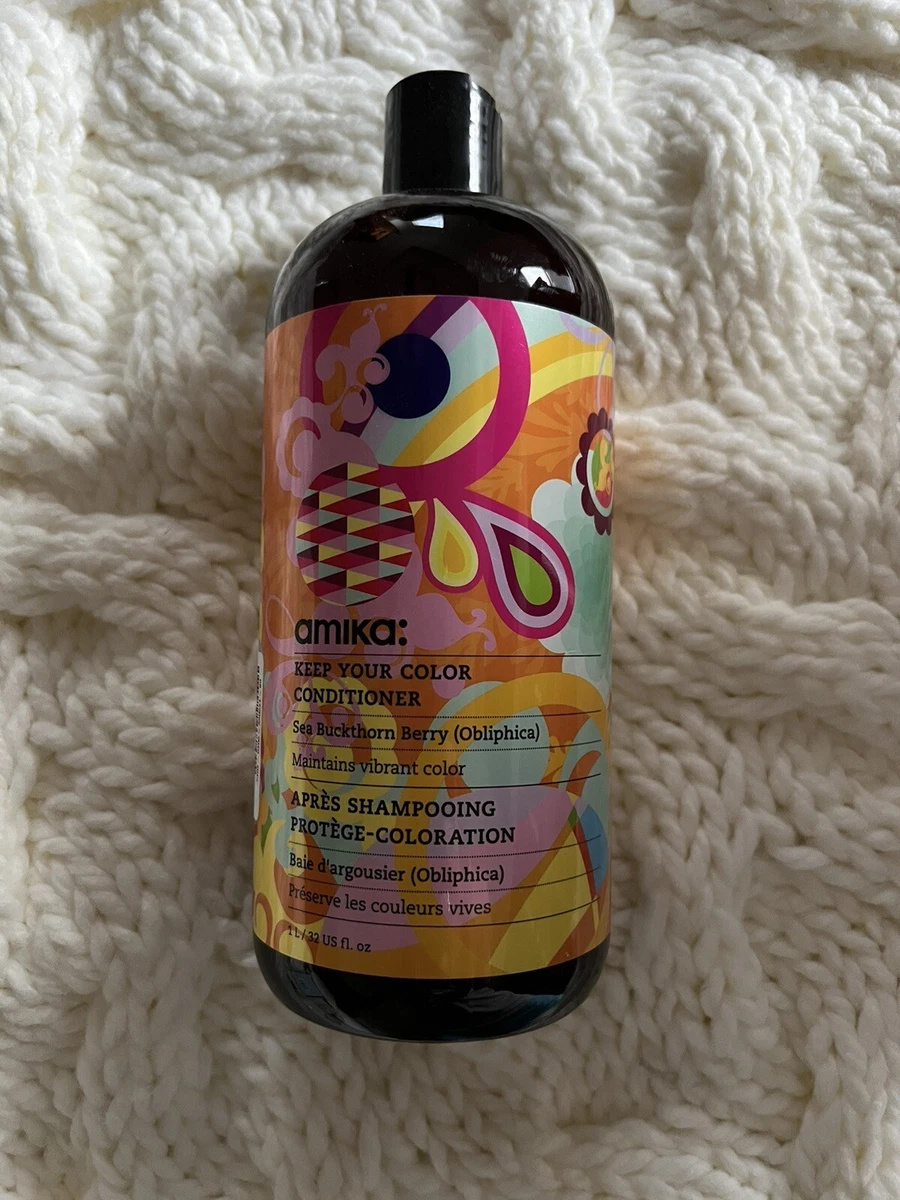 amika:
KEEP YOUR COLOR
CONDITIONER
Sea Buckthorn Berry (Obliphica)
Maintains vibrant color
APRÈS SHAMPOOING
PROTÈGE-COLORATION
Baie d'argousier (Obliphica)
Préserve les couleurs vives
1 L / 32 US fl. oz